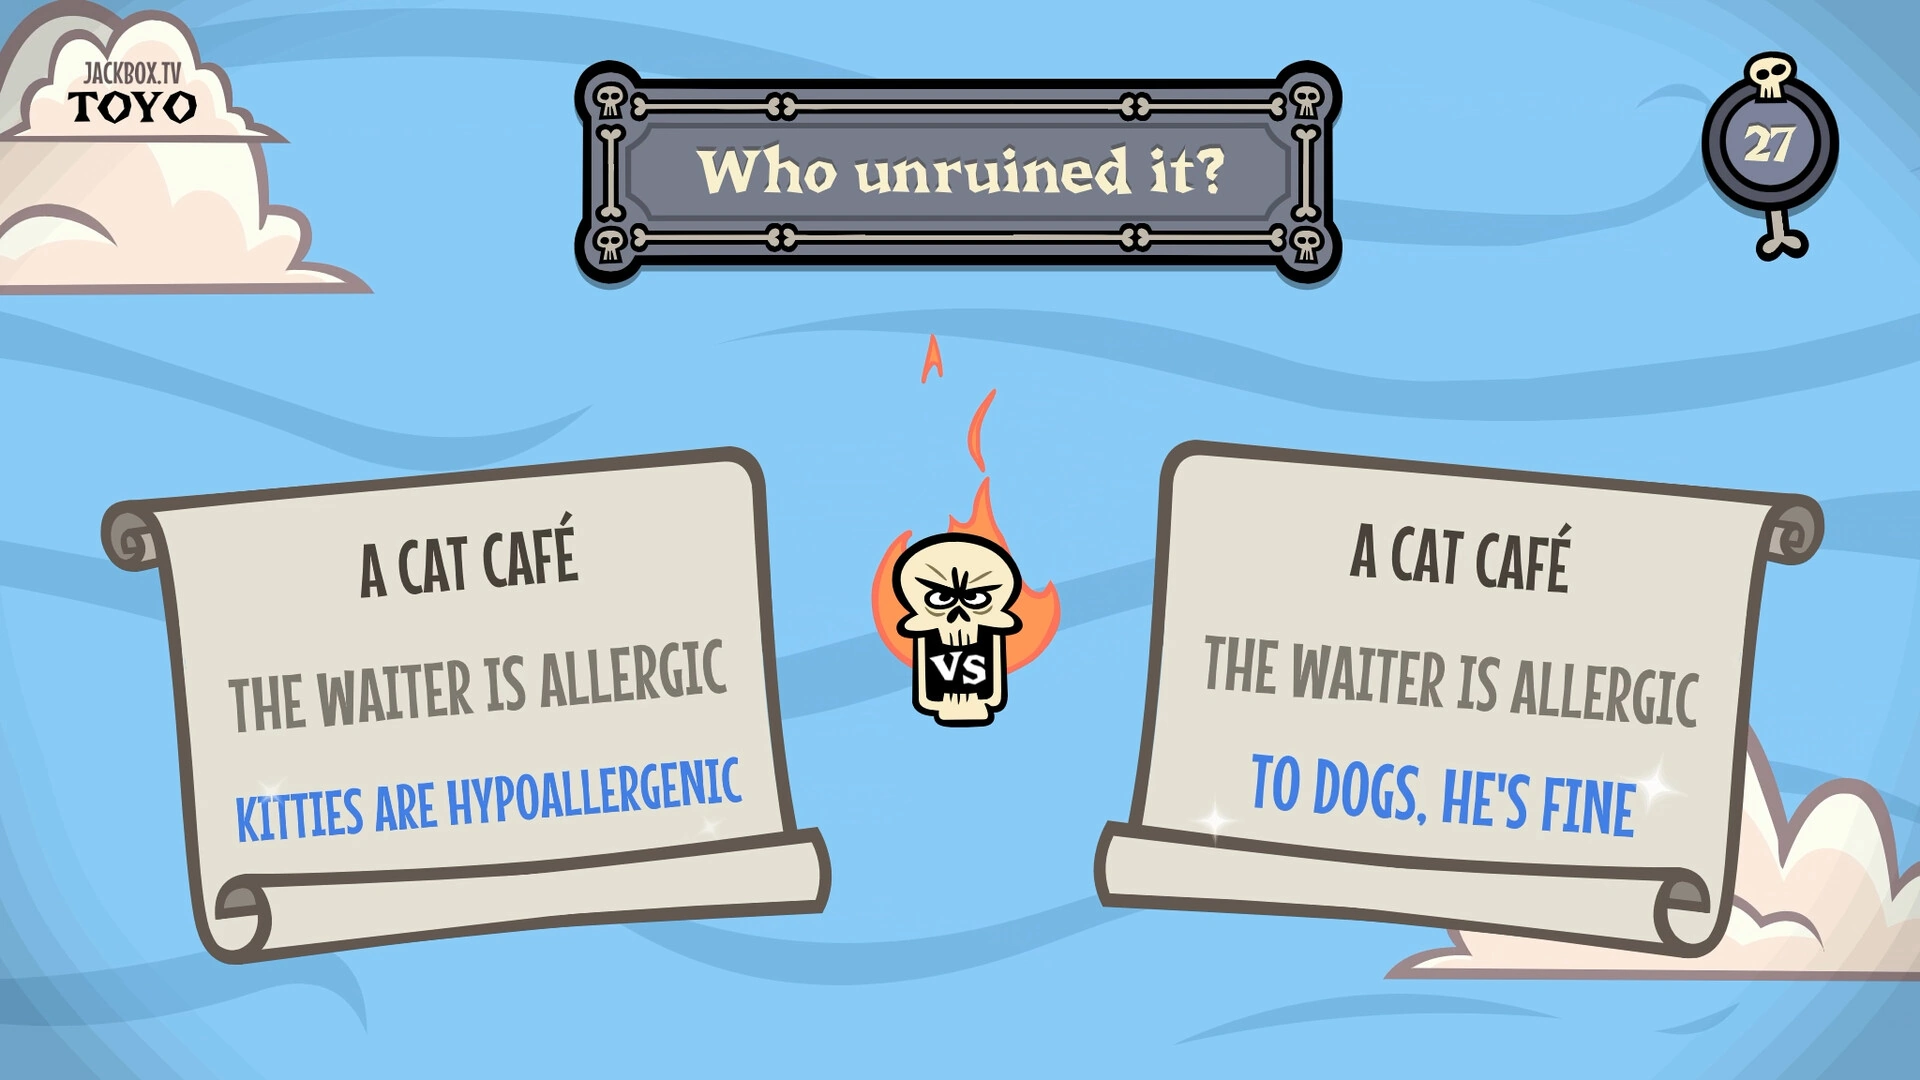 JACKBOX.TV
TOYO
Who unruined it?
27
A CAT CAFÉ
THE WAITER IS ALLERGIC
KITTIES ARE HYPOALLERGENIC
VS
A CAT CAFÉ
THE WAITER IS ALLERGIC
TO DOGS, HE'S FINE